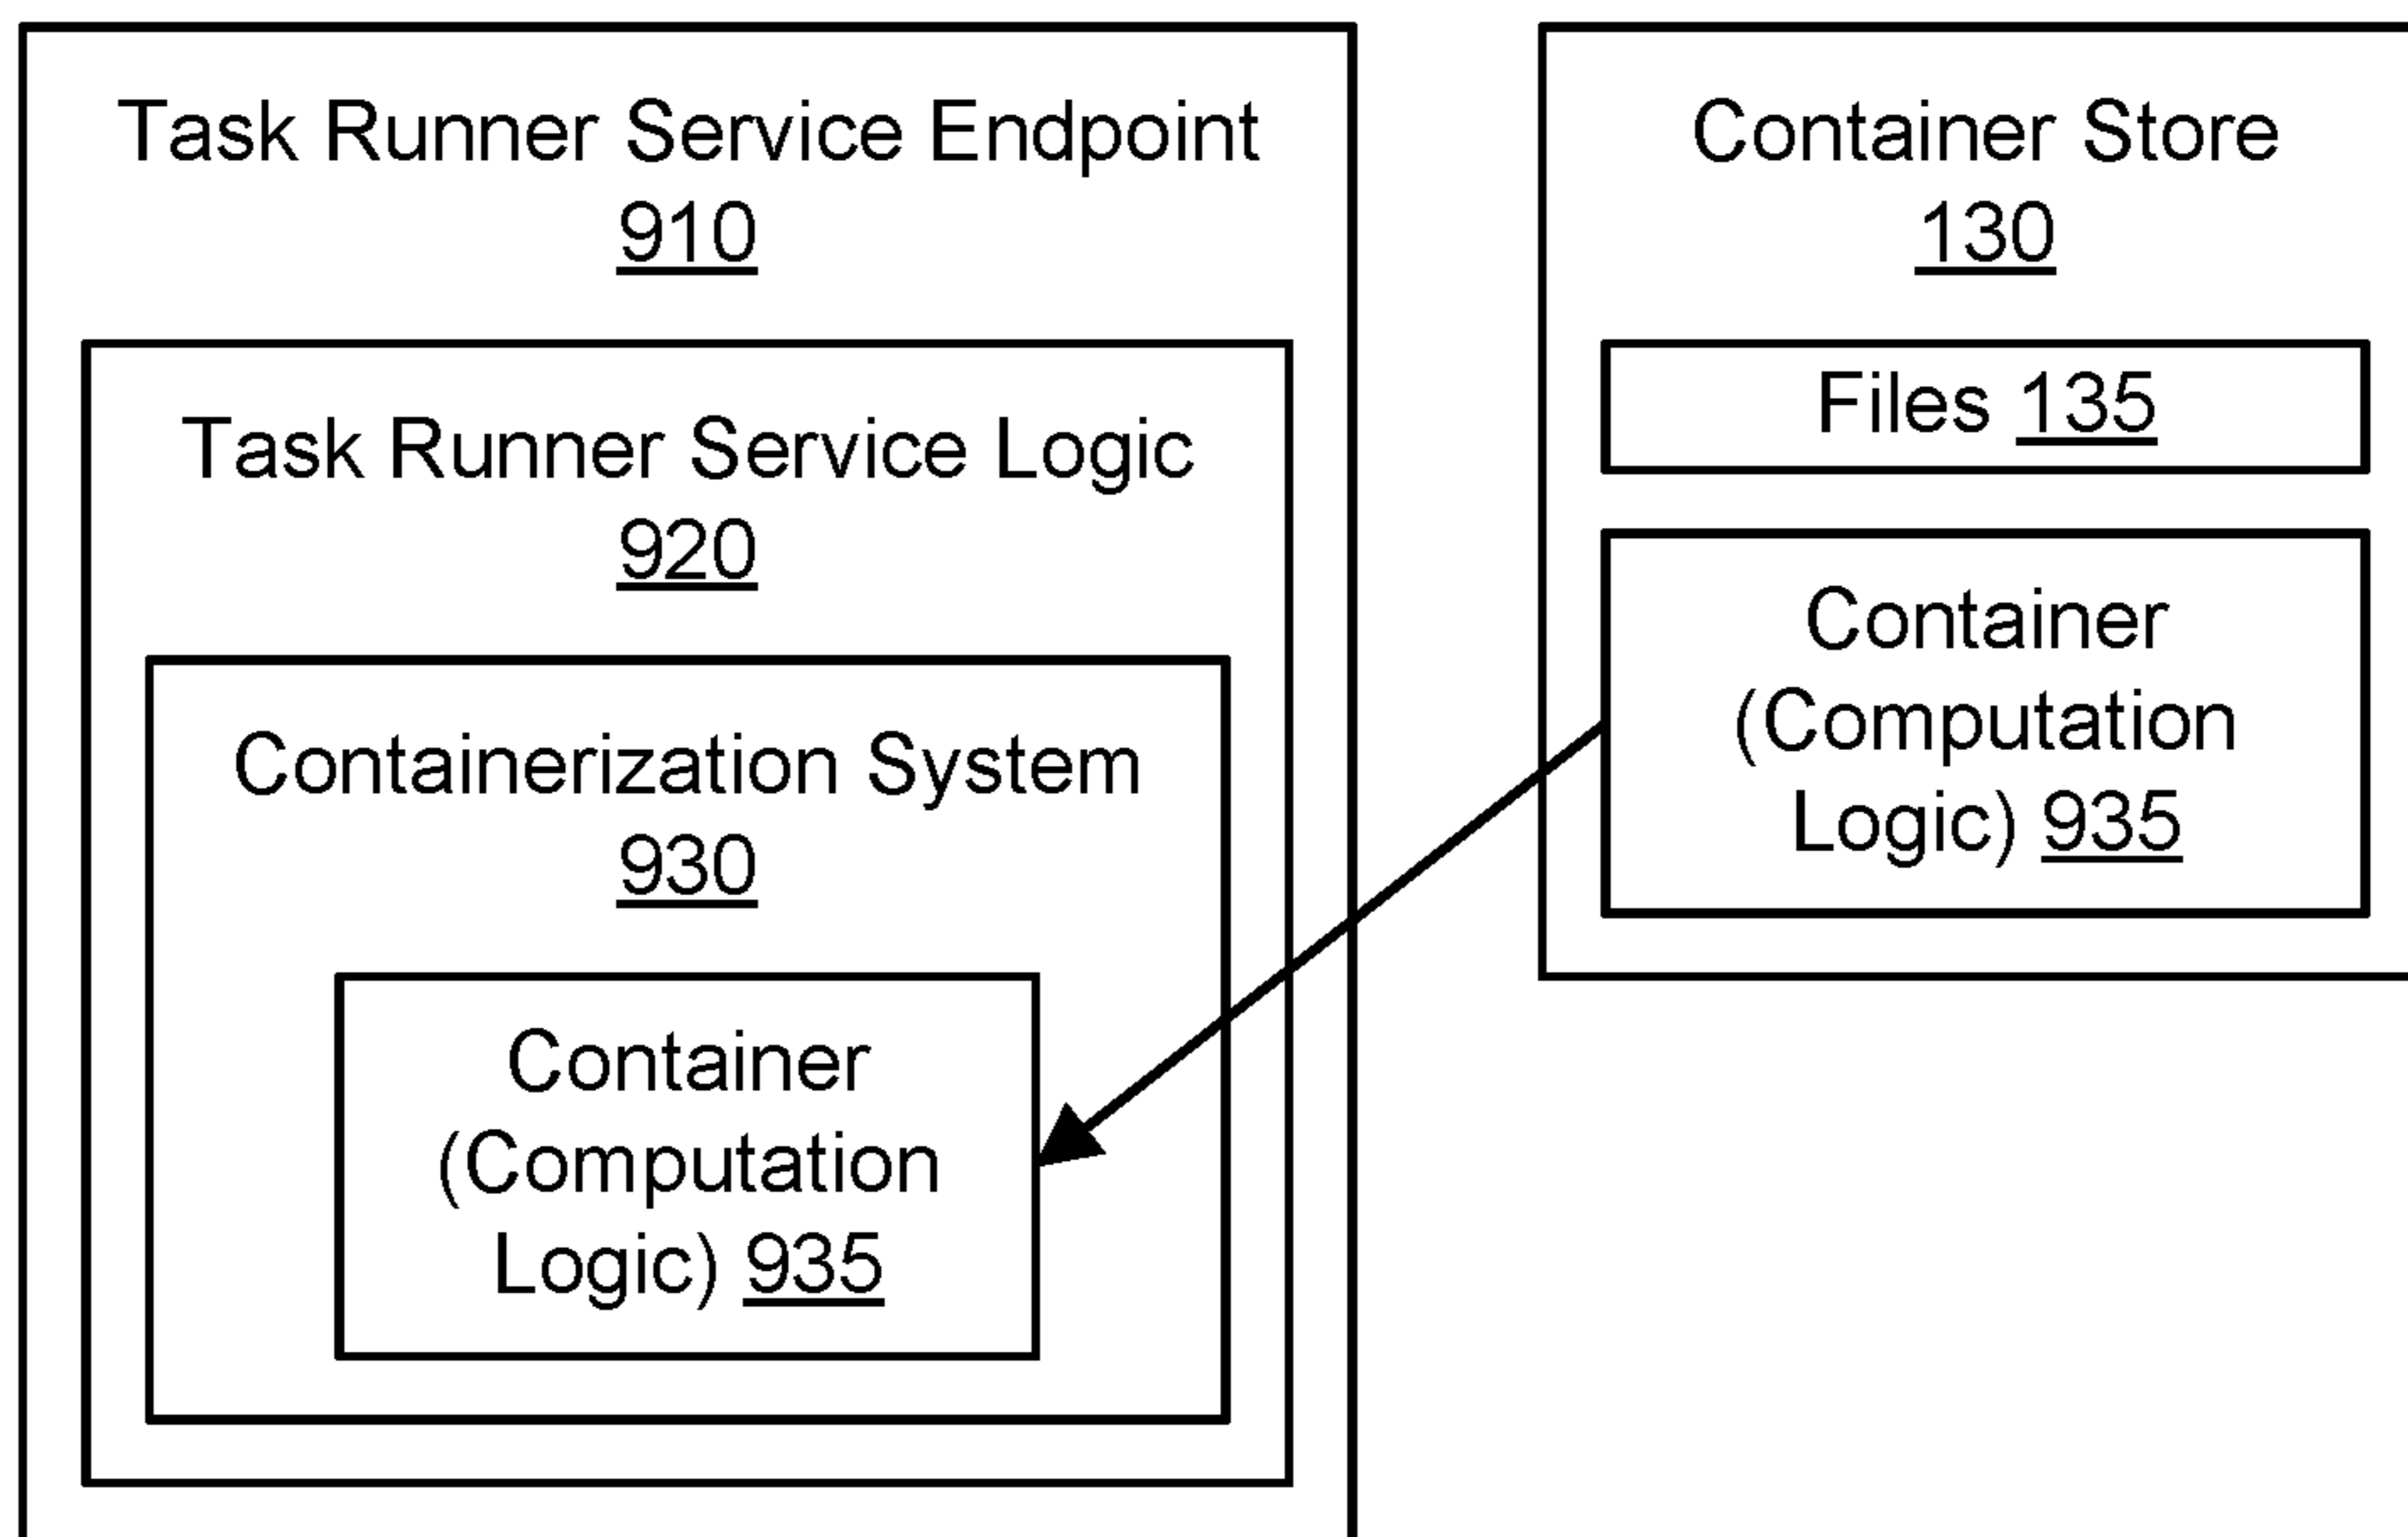 Task Runner Service Endpoint
910
Task Runner Service Logic
920
Containerization System
930
Container
(Computation
Logic) 935
Container Store
130
Files 135
Container
(Computation
Logic) 935